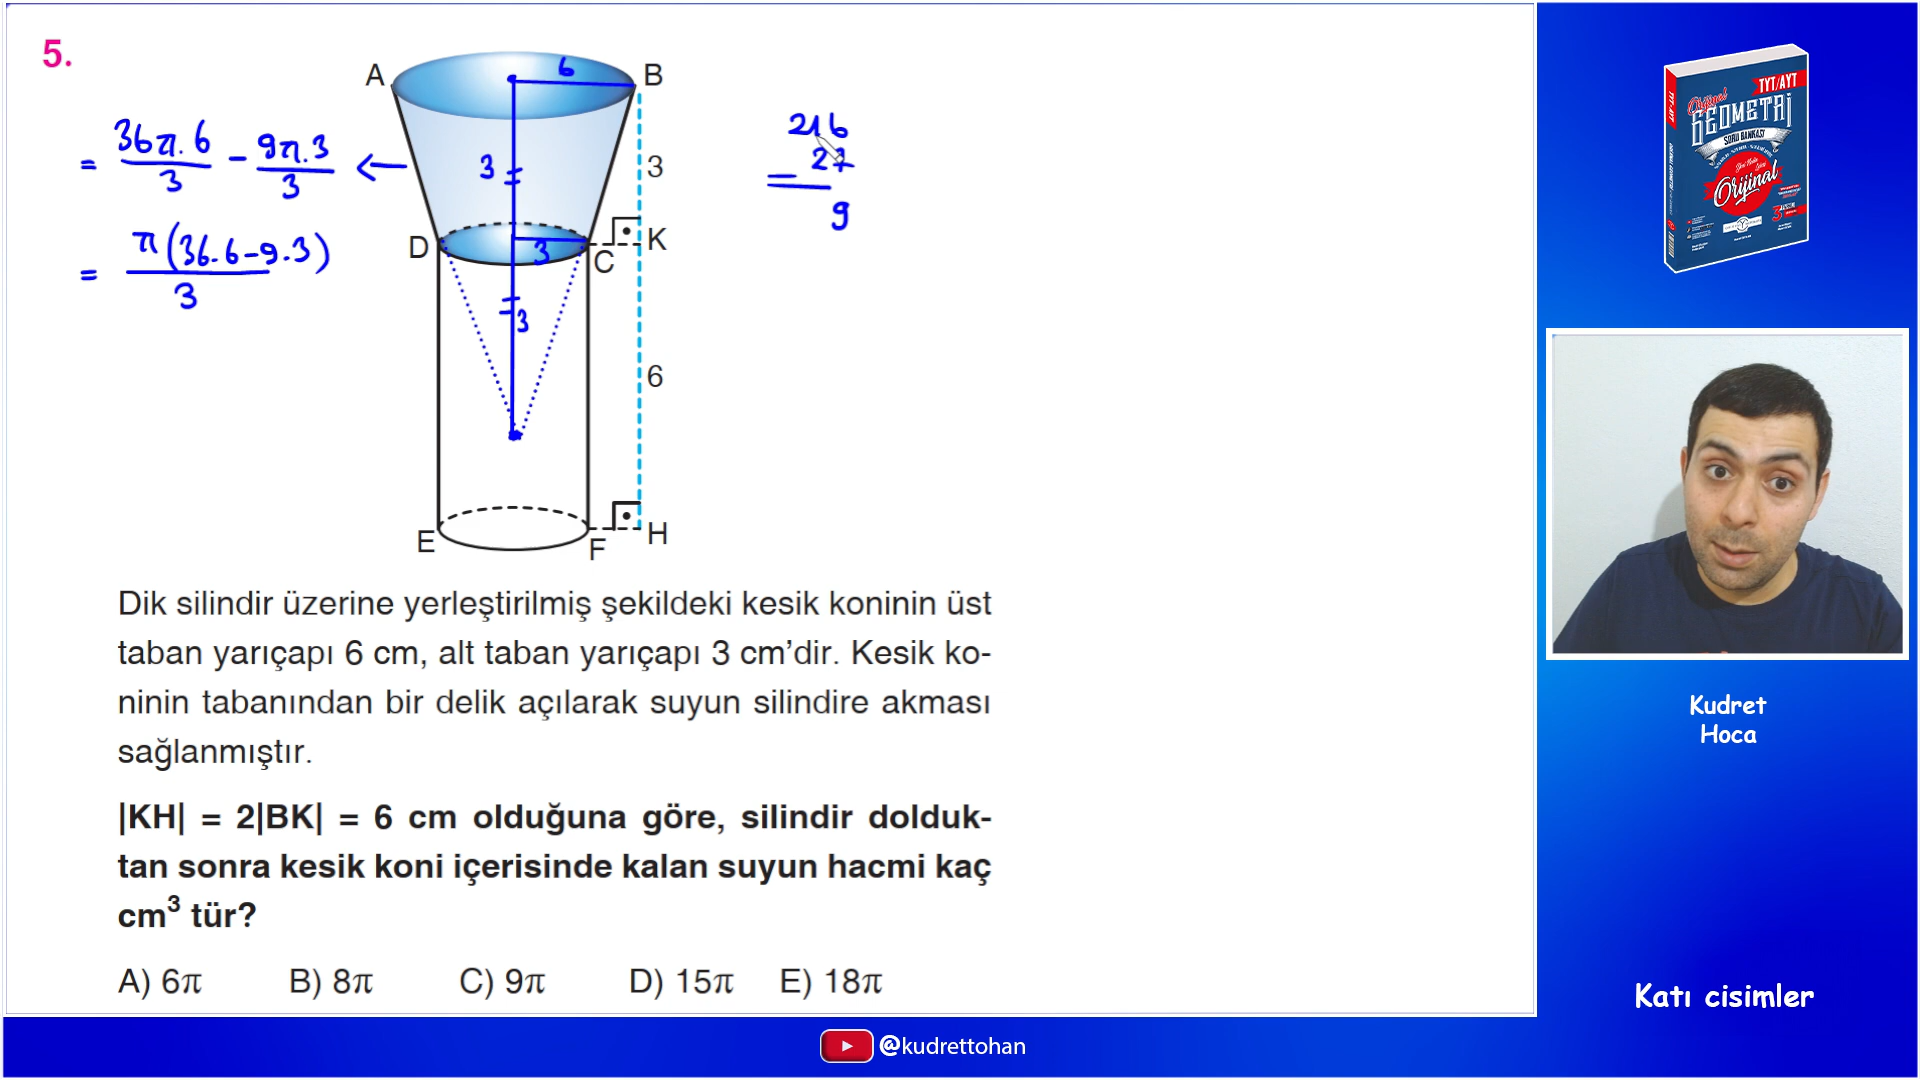 5.
A
B
6
3
3
D
C
K
3
3
6
E
F
H
= 36π.6/3 - 9π.3/3 ←
= π(36.6-9.3)/3
216
27
9
Dik silindir üzerine yerleştirilmiş şekildeki kesik koninin üst
taban yarıçapı 6 cm, alt taban yarıçapı 3 cm’dir. Kesik ko-
ninin tabanından bir delik açılarak suyun silindire akması
sağlanmıştır.
|KH| = 2|BK| = 6 cm olduğuna göre, silindirролduk-
tan sonra kesik koni içerisinde kalan suyun hacmi kaç
cm³ tür?
A) 6π B) 8π C) 9π D) 15π E) 18π
TYT/AYT
Orijinal
GEOMETRİ
SORU BANKASI
Orijinal
Kudret
Hoca
Katı cisimler
@kudrettohan